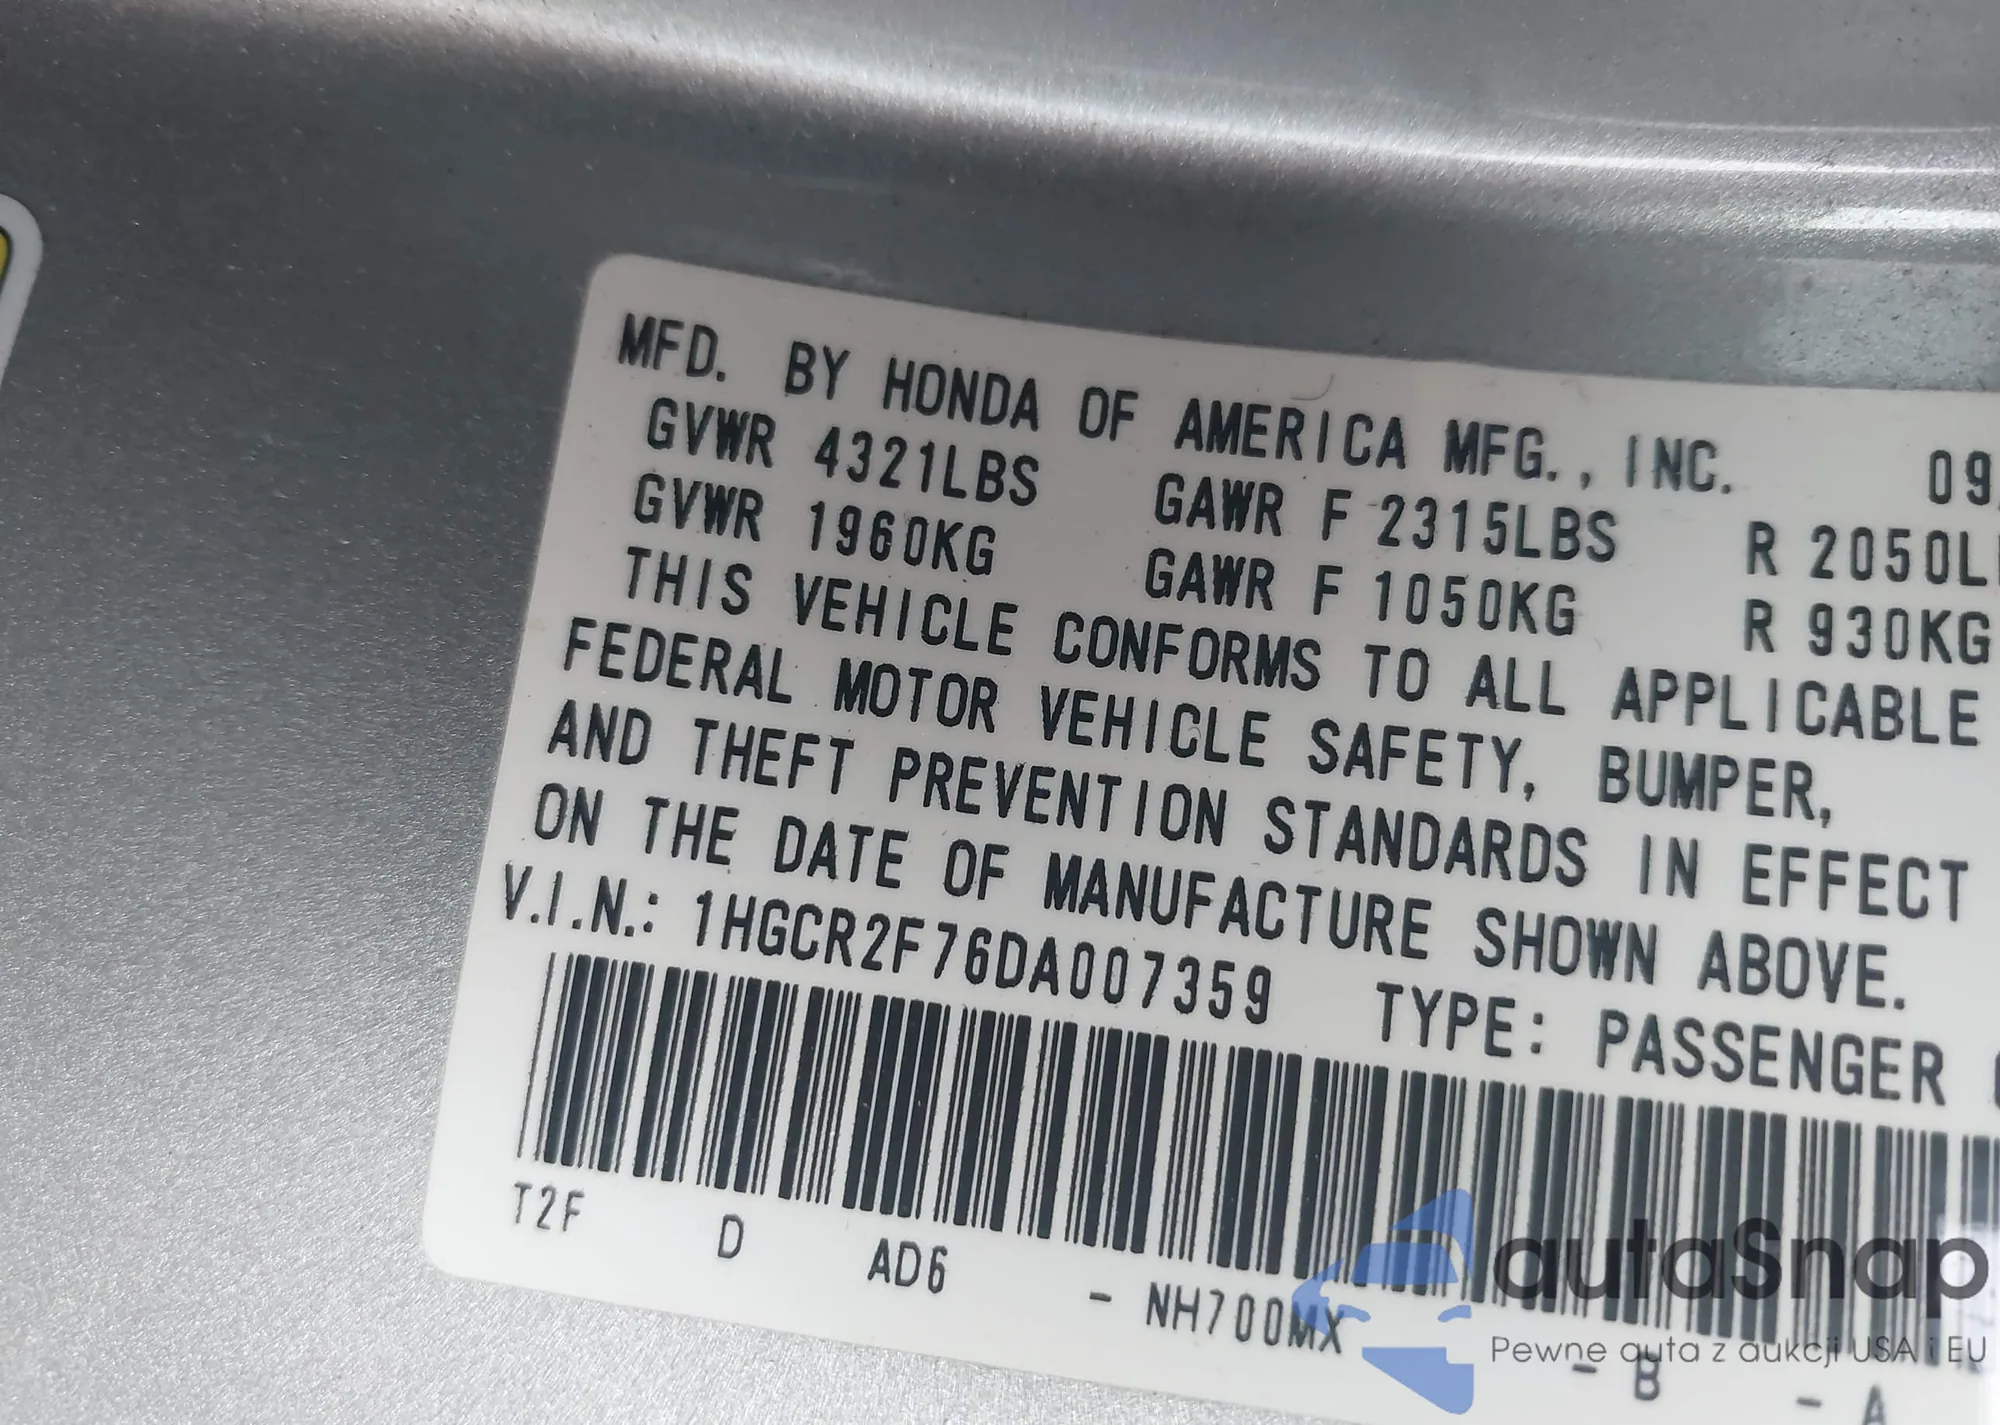 MFD. BY HONDA OF AMERICA MFG., INC. 09
GVWR 4321LBS GAWR F 2315LBS R 2050L
GVWR 1960KG GAWR F 1050KG R 930KG
THIS VEHICLE CONFORMS TO ALL APPLICABLE
FEDERAL MOTOR VEHICLE SAFETY, BUMPER,
AND THEFT PREVENTION STANDARDS IN EFFECT
ON THE DATE OF MANUFACTURE SHOWN ABOVE.
V.I.N.: 1HGCR2F76DA007359 TYPE: PASSENGER
T2F D AD6 - NH700MX - B - A
autaSnap
Pewne auta z aukcji USA i EU